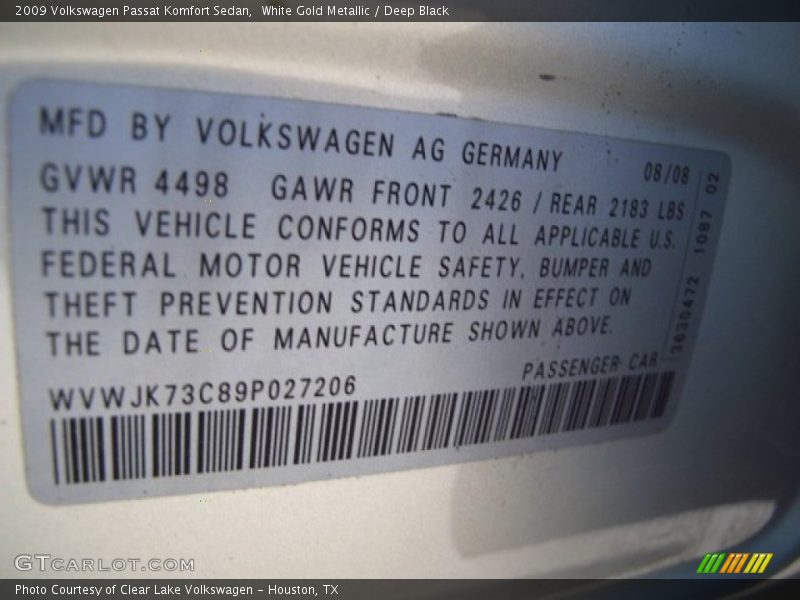 2009 Volkswagen Passat Komfort Sedan,  White Gold Metallic / Deep Black
MFD BY VOLKSWAGEN AG GERMANY 08/08
GVWR 4498 GAWR FRONT 2426 / REAR 2183 LBS
THIS VEHICLE CONFORMS TO ALL APPLICABLE U.S.
FEDERAL MOTOR VEHICLE SAFETY, BUMPER AND
THEFT PREVENTION STANDARDS IN EFFECT ON
THE DATE OF MANUFACTURE SHOWN ABOVE.
WVWJK73C89P027206 PASSENGER CAR
3630472 1087 02
GTCARLOT.COM
Photo Courtesy of Clear Lake Volkswagen – Houston, TX